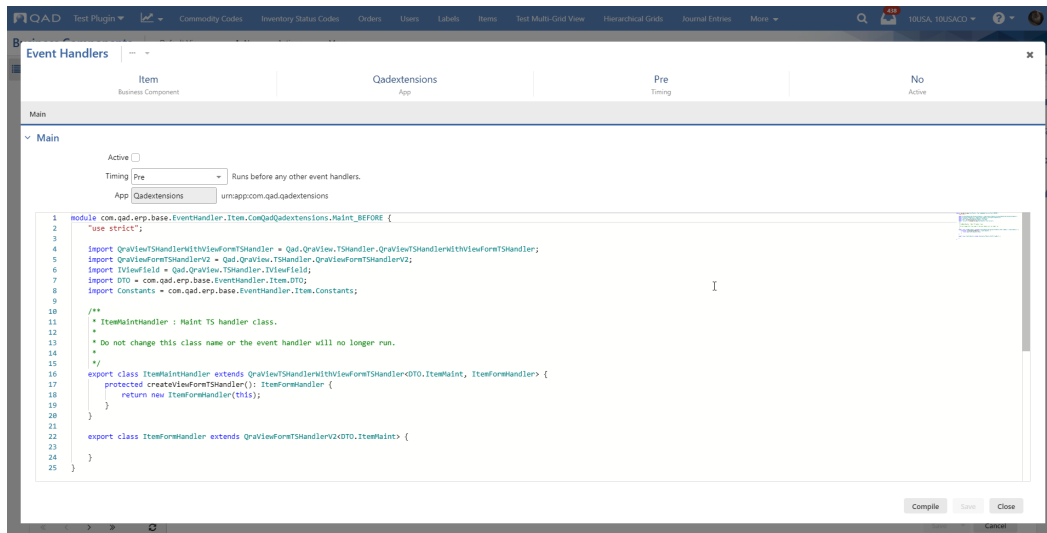 QAD Test Plugin Commodity Codes Inventory Status Codes Orders Users Labels Items Test Multi-Grid View Hierarchical Grids Journal Entries More 10USA, 10USACO
Event Handlers
Item Qadextensions Pre No
Business Component App Timing Active
Main
Main
Active
Timing Pre Runs before any other event handlers.
App Qadextensions urn:app:com.qad.qadextensions
1 module com.qad.erp.base.EventHandler.Item.ComQadQadextensions.Maint_BEFORE {
2 "use strict";
3
4 import QraViewTSHandlerWithViewFormTSHandler = Qad.QraView.TSHandler.QraViewTSHandlerWithViewFormTSHandler;
5 import QraViewFormTSHandlerV2 = Qad.QraView.TSHandler.QraViewFormTSHandlerV2;
6 import IViewField = Qad.QraView.TSHandler.IViewField;
7 import DTO = com.qad.erp.base.EventHandler.Item.DTO;
8 import Constants = com.qad.erp.base.EventHandler.Item.Constants;
9
10 /**
11 * ItemMaintHandler : Maint TS handler class.
12 *
13 * Do not change this class name or the event handler will no longer run.
14 *
15 */
16 export class ItemMaintHandler extends QraViewTSHandlerWithViewFormTSHandler<DTO.ItemMaint, ItemFormHandler> {
17 protected createViewFormTSHandler(): ItemFormHandler {
18 return new ItemFormHandler(this);
19 }
20 }
21
22 export class ItemFormHandler extends QraViewFormTSHandlerV2<DTO.ItemMaint> {
23
24 }
25 }
Compile Save Close
Cancel